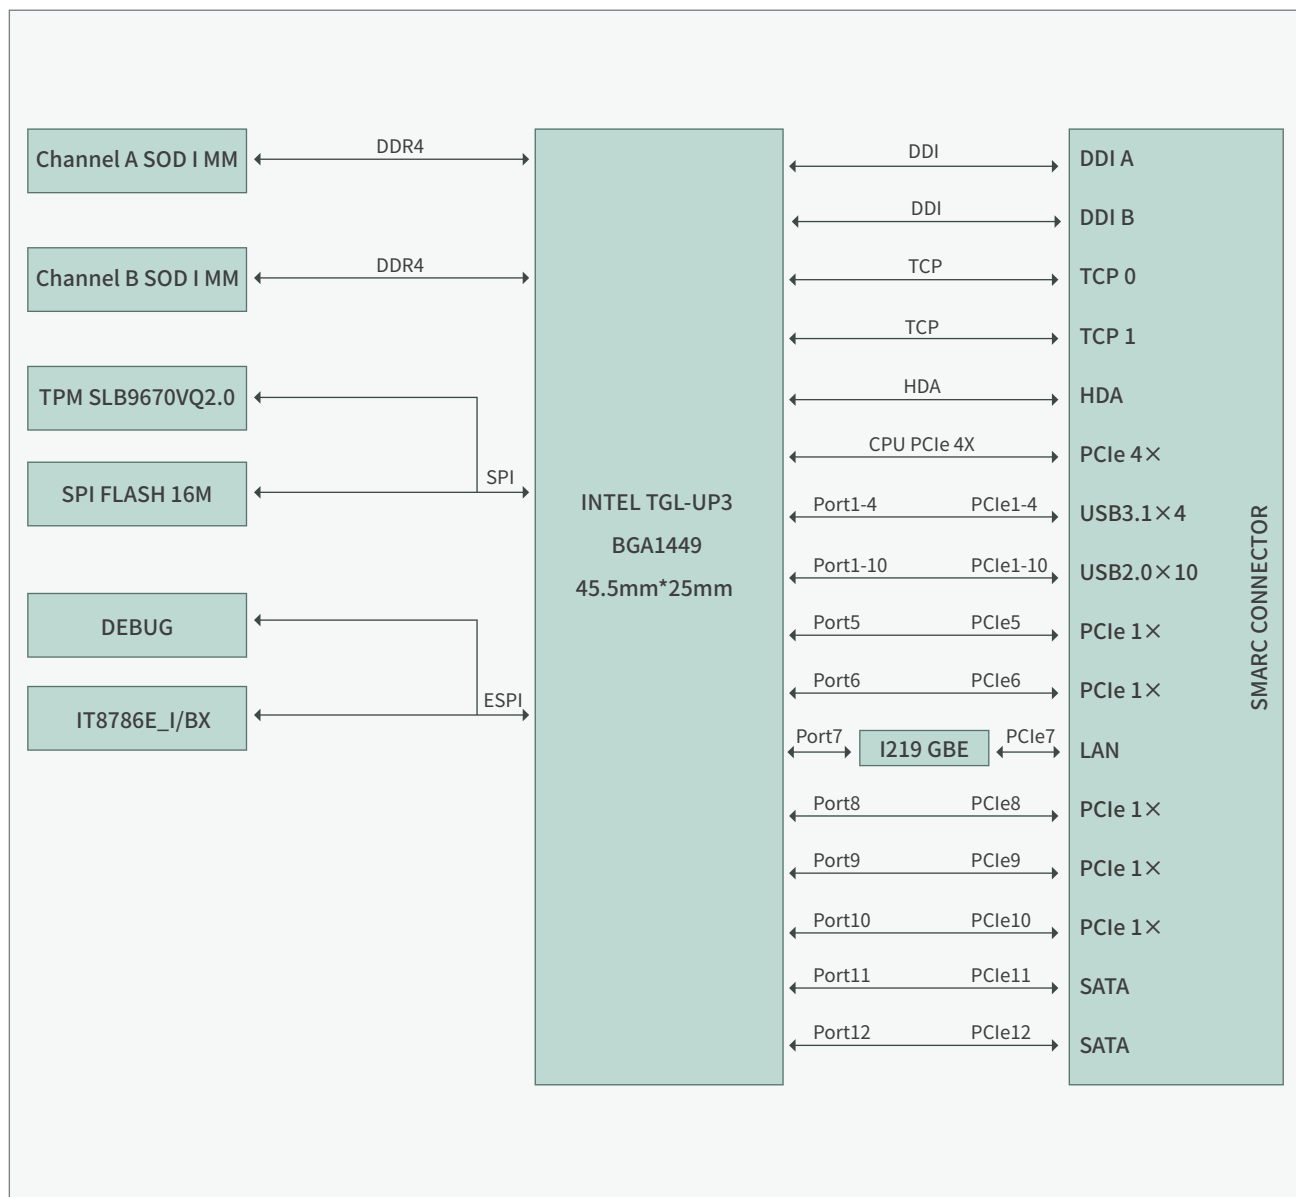 Channel A SOD I MM
DDR4
Channel B SOD I MM
DDR4
TPM SLB9670VQ2.0
SPI FLASH 16M
SPI
DEBUG
IT8786E_I/BX
ESPI
INTEL TGL-UP3
BGA1449
45.5mm*25mm
DDI
DDI A
DDI
DDI B
TCP
TCP 0
TCP
TCP 1
HDA
HDA
CPU PCIe 4X
PCIe 4×
Port1-4 PCIe1-4
USB3.1×4
Port1-10 PCIe1-10
USB2.0×10
Port5 PCIe5
PCIe 1×
Port6 PCIe6
PCIe 1×
Port7
I219 GBE
PCIe7
LAN
Port8 PCIe8
PCIe 1×
Port9 PCIe9
PCIe 1×
Port10 PCIe10
PCIe 1×
Port11 PCIe11
SATA
Port12 PCIe12
SATA
SMARC CONNECTOR